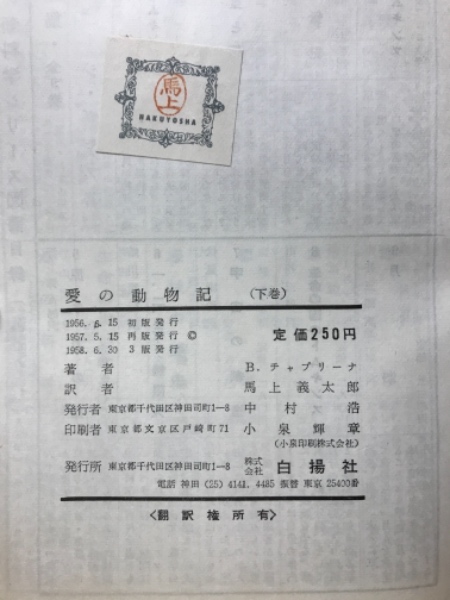 馬上
HAKUYOSHA
愛の動物記 (下巻)
1956. 6. 15 初版発行
1957. 5. 15 再版発行 ©
1958. 6. 30 3版発行
定価250円
著者 B. チャプリーナ
訳者 馬上義太郎
発行者 東京都千代田区神田司町1−8 中村浩
印刷者 東京都文京区戸崎町71 小泉輝章
(小泉印刷株式会社)
発行所 東京都千代田区神田司町1−8 株式会社 白揚社
電話 神田 (25) 4141, 4485 振替 東京 25400番
<翻訳権所有>